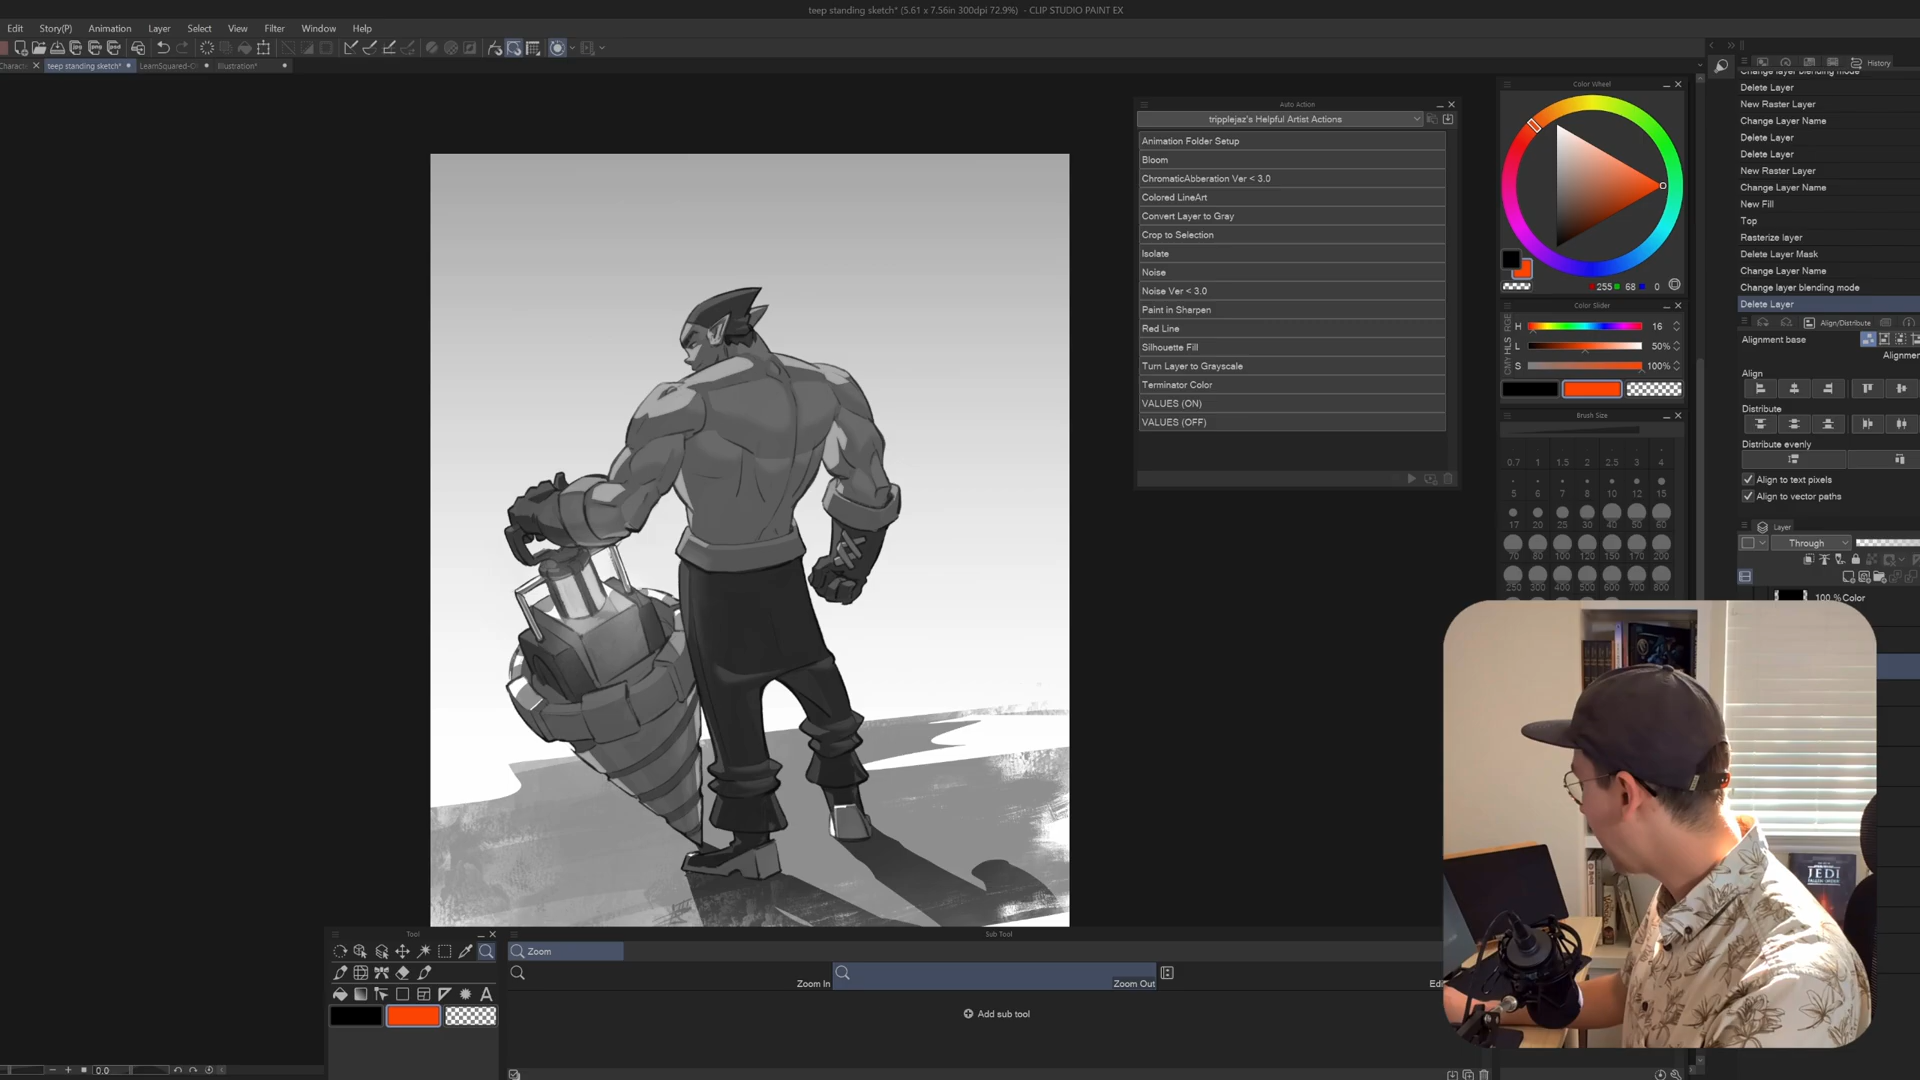 teep standing sketch* (5.61 x 7.56in 300dpi 72.9%) - CLIP STUDIO PAINT EX
Edit Story(P) Animation Layer Select View Filter Window Help
teep standing sketch* LearnSquared-C Illustration*
Auto Action
tripplejaz's Helpful Artist Actions
Animation Folder Setup
Bloom
ChromaticAbberation Ver < 3.0
Colored LineArt
Convert Layer to Gray
Crop to Selection
Isolate
Noise
Noise Ver < 3.0
Paint in Sharpen
Red Line
Silhouette Fill
Turn Layer to Grayscale
Terminator Color
VALUES (ON)
VALUES (OFF)
Color Wheel
255 68 0
Color Slider
H 16
L 50%
S 100%
Brush Size
0.7 1 1.5 2 2.5 3 4
5 6 7 8 10 12 15
17 20 25 30 40 50 60
70 80 100 120 150 170 200
250 300 400 500 600 700 800
History
Change layer blending mode
Delete Layer
New Raster Layer
Change Layer Name
Delete Layer
Delete Layer
New Raster Layer
Change Layer Name
New Fill
Top
Rasterize layer
Delete Layer Mask
Change Layer Name
Change layer blending mode
Delete Layer
Align/Distribute
Alignment base
Alignment
Align
Distribute
Distribute evenly
Align to text pixels
Align to vector paths
Layer
Through
100 % Color
JEDI
Tool
Sub Tool
Zoom
Zoom In Zoom Out
Add sub tool
0.0